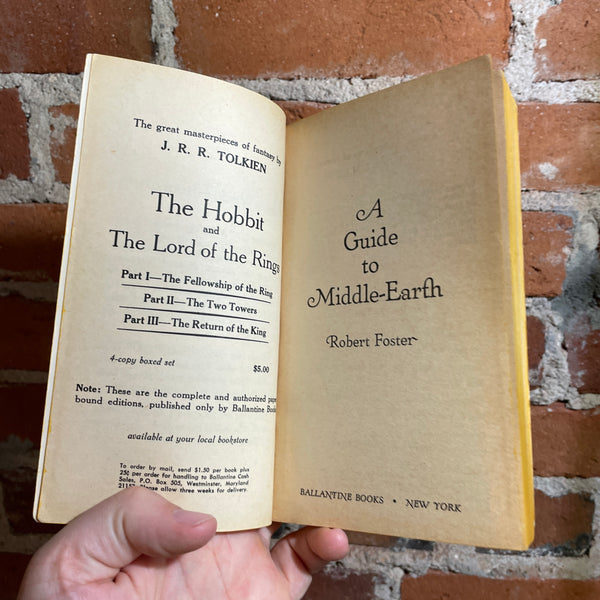 The great masterpieces of fantasy by
J. R. R. TOLKIEN
The Hobbit
and
The Lord of the Rings
Part I—The Fellowship of the Ring
Part II—The Two Towers
Part III—The Return of the King
4-copy boxed set $5.00
Note: These are the complete and authorized
bound editions, published only by Ballantine
available at your local bookstore
To order by mail, send $1.50 per book plus
25¢ per order for handling to Ballantine Cash
Sales, P.O. Box 505, Westminster, Maryland
Please allow three weeks for delivery.
A
Guide
to
Middle-Earth
Robert Foster
BALLANTINE BOOKS • NEW YORK